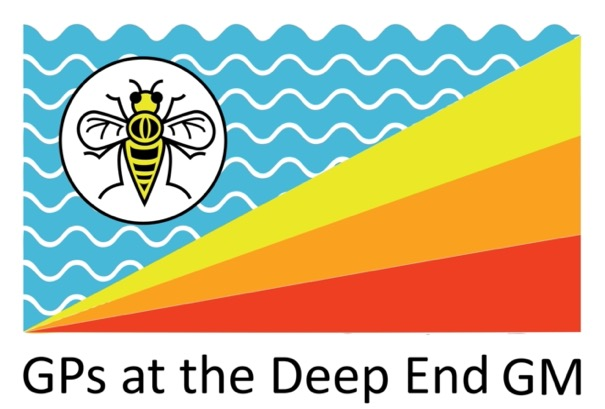 GPs at the Deep End GM